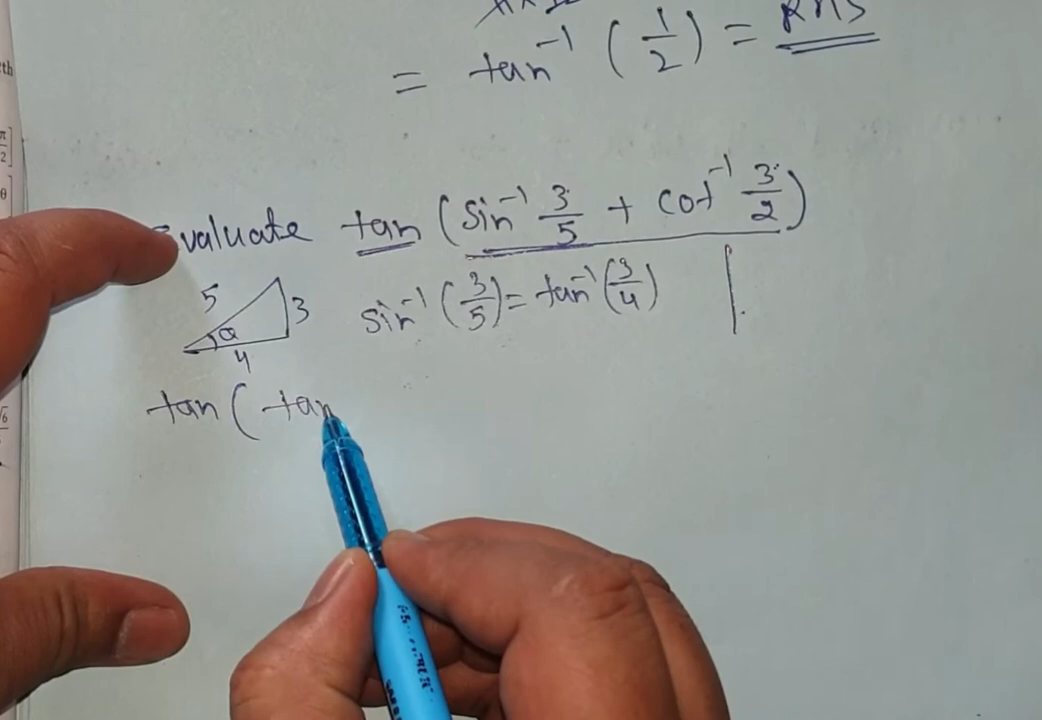 = tan⁻¹ (1/2) = RHS
Evaluate tan (sin⁻¹ 3/5 + cot⁻¹ 3/2)
5 3 4
sin⁻¹ (3/5) = tan⁻¹ (3/4)
tan ( tan